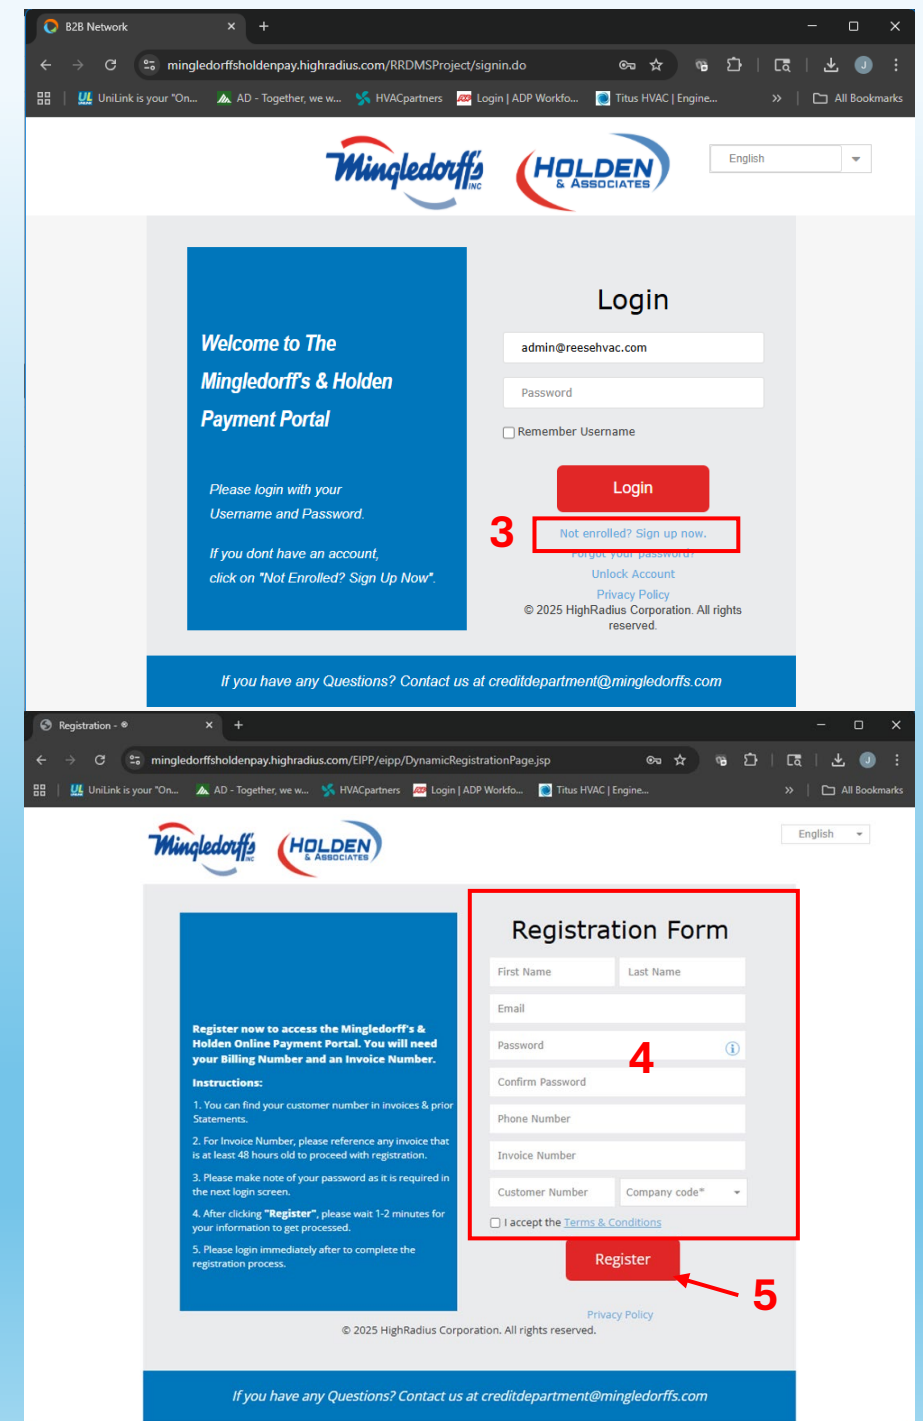 B2B Network
mingledorffsholdenpay.highradius.com/RRDMSProject/signin.do
UniLink is your "On...
AD - Together, we w...
HVACpartners
Login | ADP Workfo...
Titus HVAC | Engine...
All Bookmarks
Mingledorff's INC
HOLDEN & ASSOCIATES
English
Welcome to The
Mingledorff's & Holden
Payment Portal
Please login with your
Username and Password.
If you dont have an account,
click on "Not Enrolled? Sign Up Now".
Login
admin@reesehvac.com
Password
Remember Username
Login
3
Not enrolled? Sign up now.
Forgot your password?
Unlock Account
Privacy Policy
© 2025 HighRadius Corporation. All rights
reserved.
If you have any Questions? Contact us at creditdepartment@mingledorffs.com
Registration - ®
mingledorffsholdenpay.highradius.com/EIPP/eipp/DynamicRegistrationPage.jsp
UniLink is your "On...
AD - Together, we w...
HVACpartners
Login | ADP Workfo...
Titus HVAC | Engine...
All Bookmarks
Mingledorff's INC
HOLDEN & ASSOCIATES
English
Register now to access the Mingledorff's &
Holden Online Payment Portal. You will need
your Billing Number and an Invoice Number.
Instructions:
1. You can find your customer number in invoices & prior
Statements.
2. For Invoice Number, please reference any invoice that
is at least 48 hours old to proceed with registration.
3. Please make note of your password as it is required in
the next login screen.
4. After clicking "Register", please wait 1-2 minutes for
your information to get processed.
5. Please login immediately after to complete the
registration process.
Registration Form
First Name
Last Name
Email
Password
4
Confirm Password
Phone Number
Invoice Number
Customer Number
Company code*
I accept the Terms & Conditions
Register
5
Privacy Policy
© 2025 HighRadius Corporation. All rights reserved.
If you have any Questions? Contact us at creditdepartment@mingledorffs.com